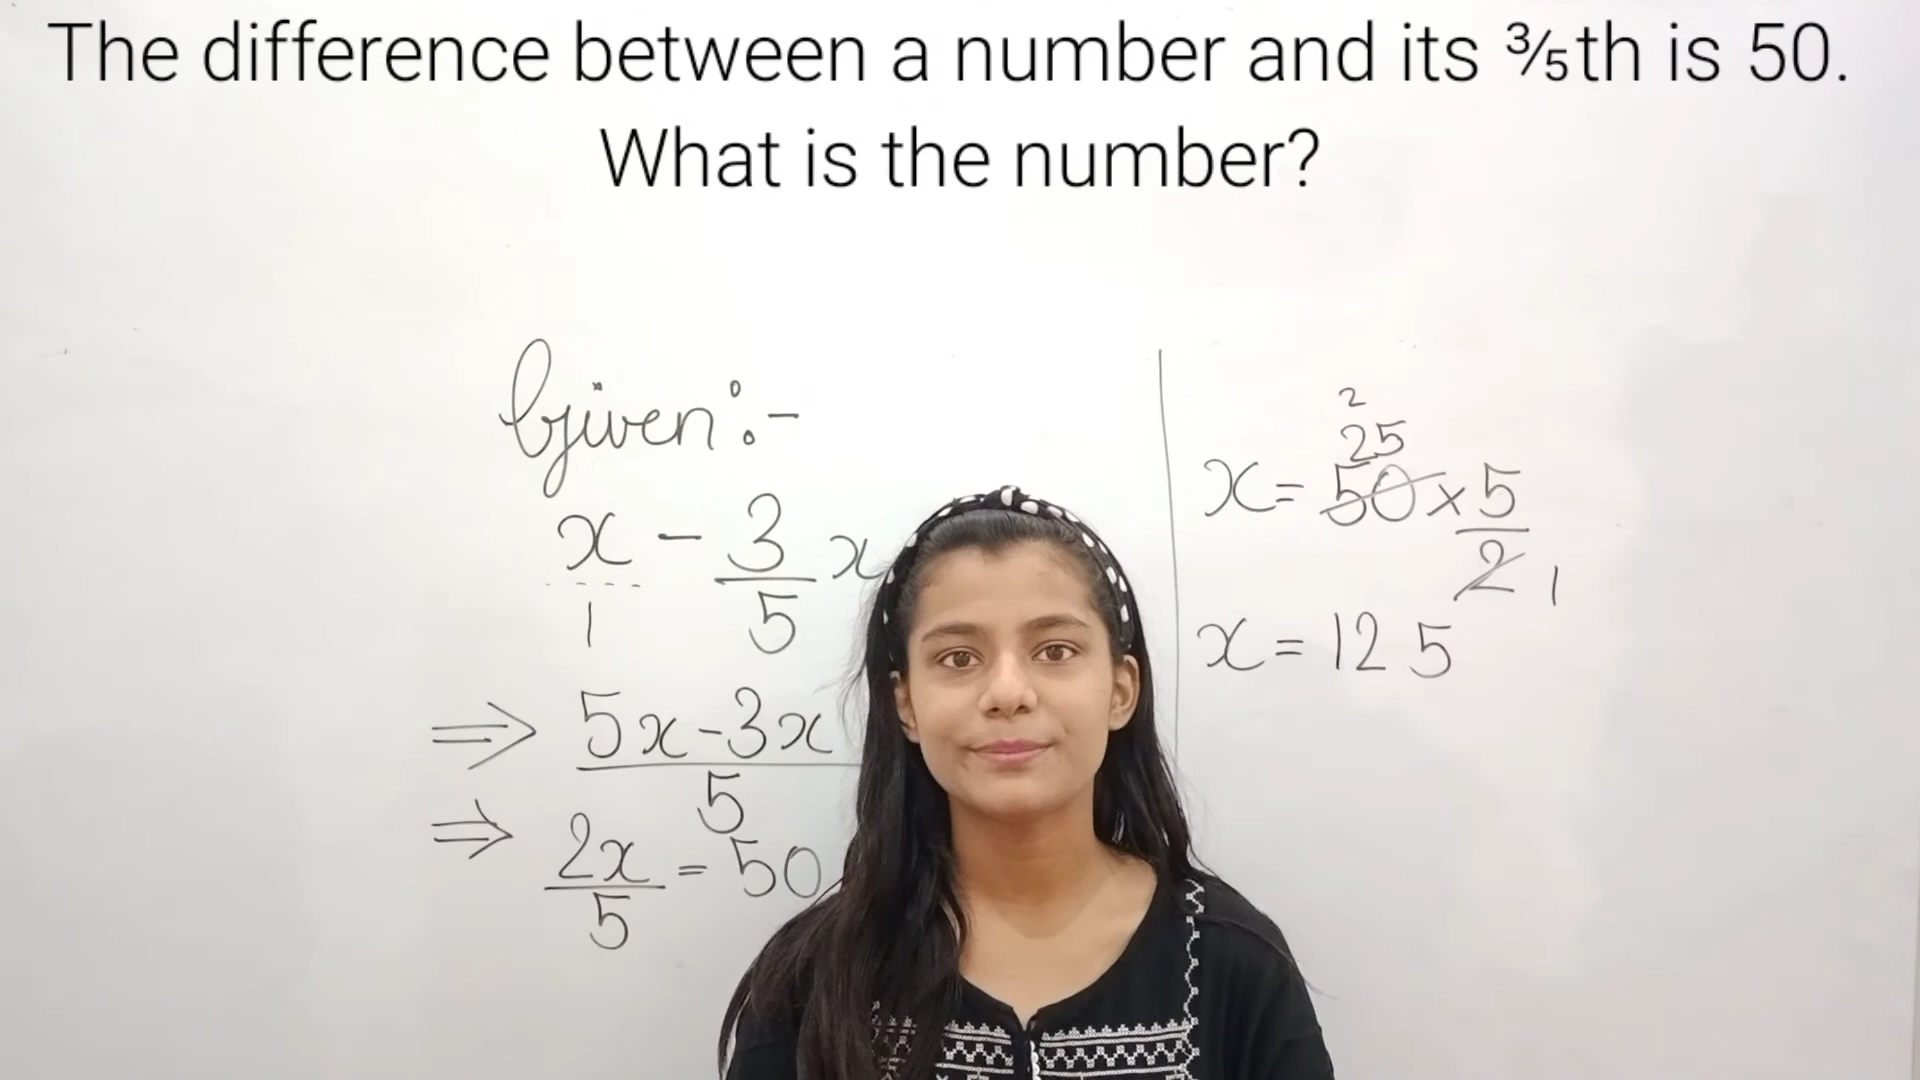 The difference between a number and its ⅗th is 50.
What is the number?
Given:-
x/1 - 3/5 x
⇒ 5x-3x/5
⇒ 2x/5 = 50
2
25
x = 50 x 5/2 1
x = 125